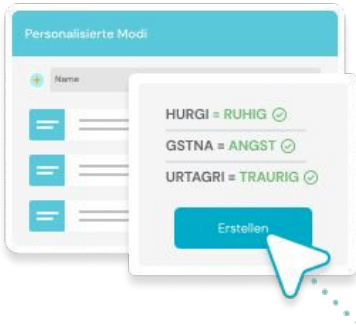 Personalisierte Modi
Name
HURGI = RUHIG
GSTNA = ANGST
URTAGRI = TRAURIG
Erstellen